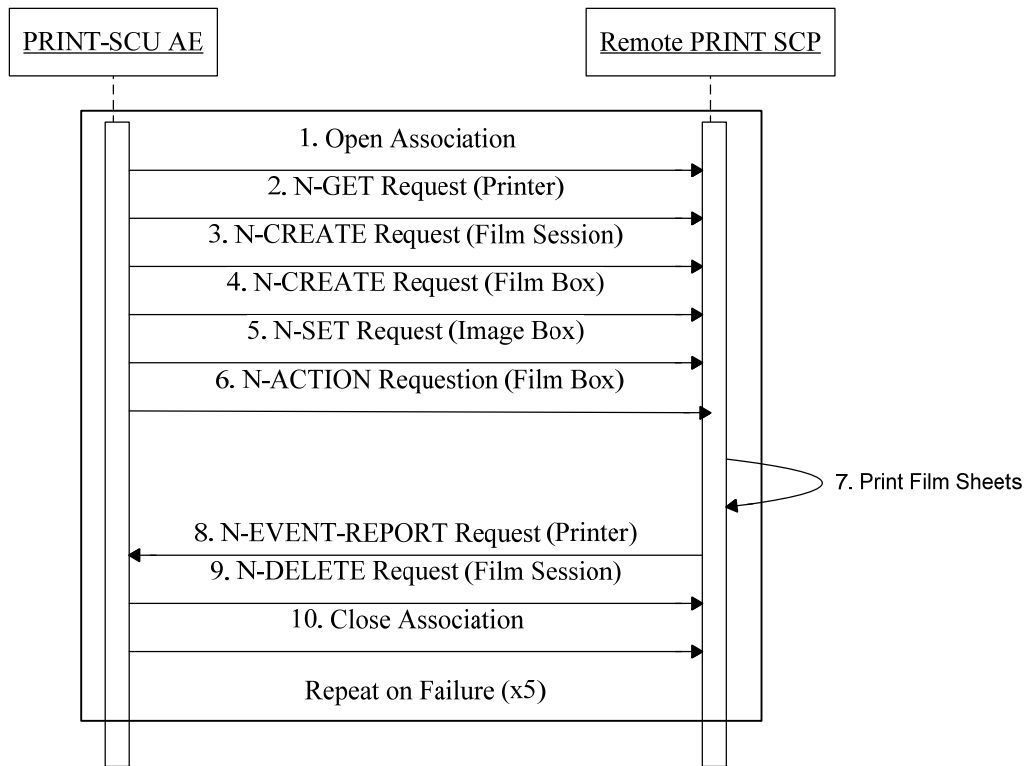 PRINT-SCU AE
Remote PRINT SCP
1. Open Association
2. N-GET Request (Printer)
3. N-CREATE Request (Film Session)
4. N-CREATE Request (Film Box)
5. N-SET Request (Image Box)
6. N-ACTION Requestion (Film Box)
7. Print Film Sheets
8. N-EVENT-REPORT Request (Printer)
9. N-DELETE Request (Film Session)
10. Close Association
Repeat on Failure (x5)